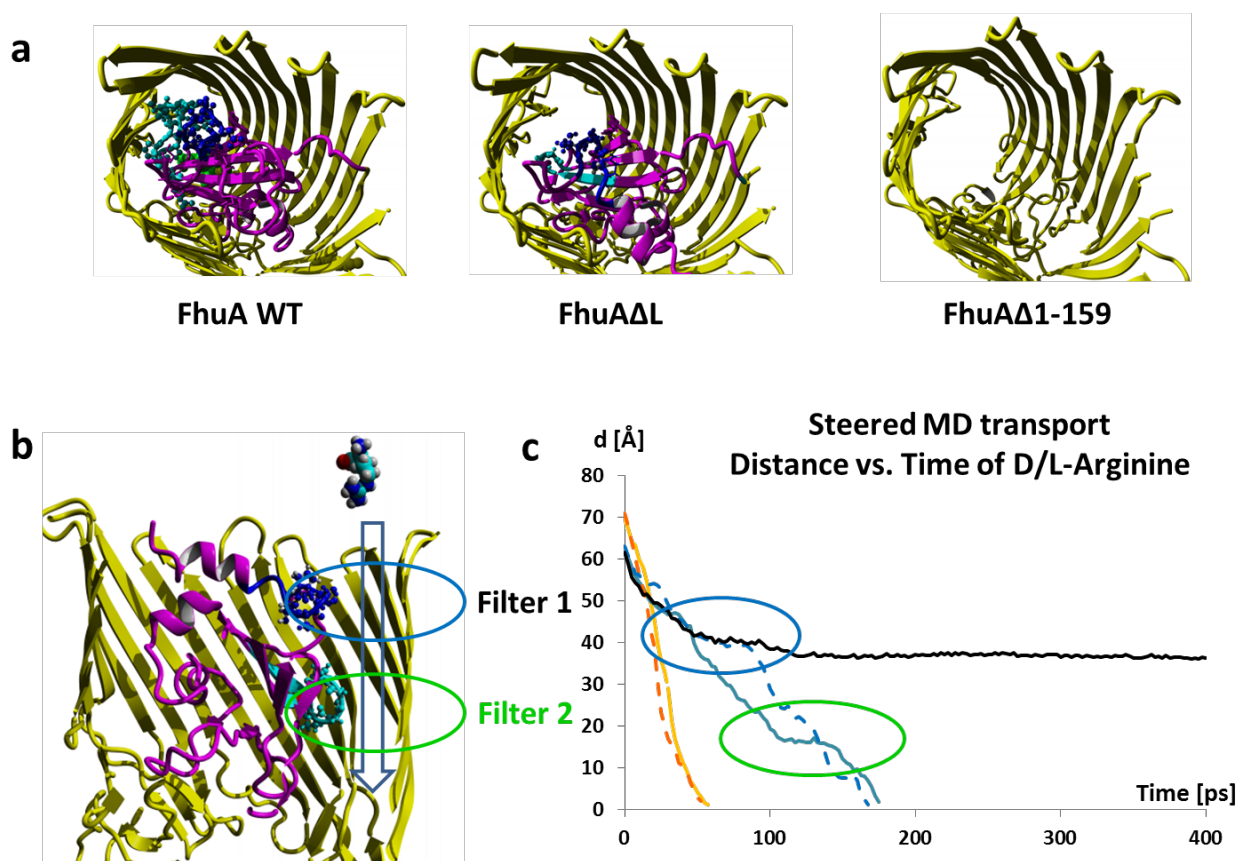 a
FhuA WT
FhuAΔL
FhuAΔ1-159
b
Filter 1
Filter 2
c
d [Å]
Steered MD transport
Distance vs. Time of D/L-Arginine
80
70
60
50
40
30
20
10
0
Time [ps]
0
100
200
300
400